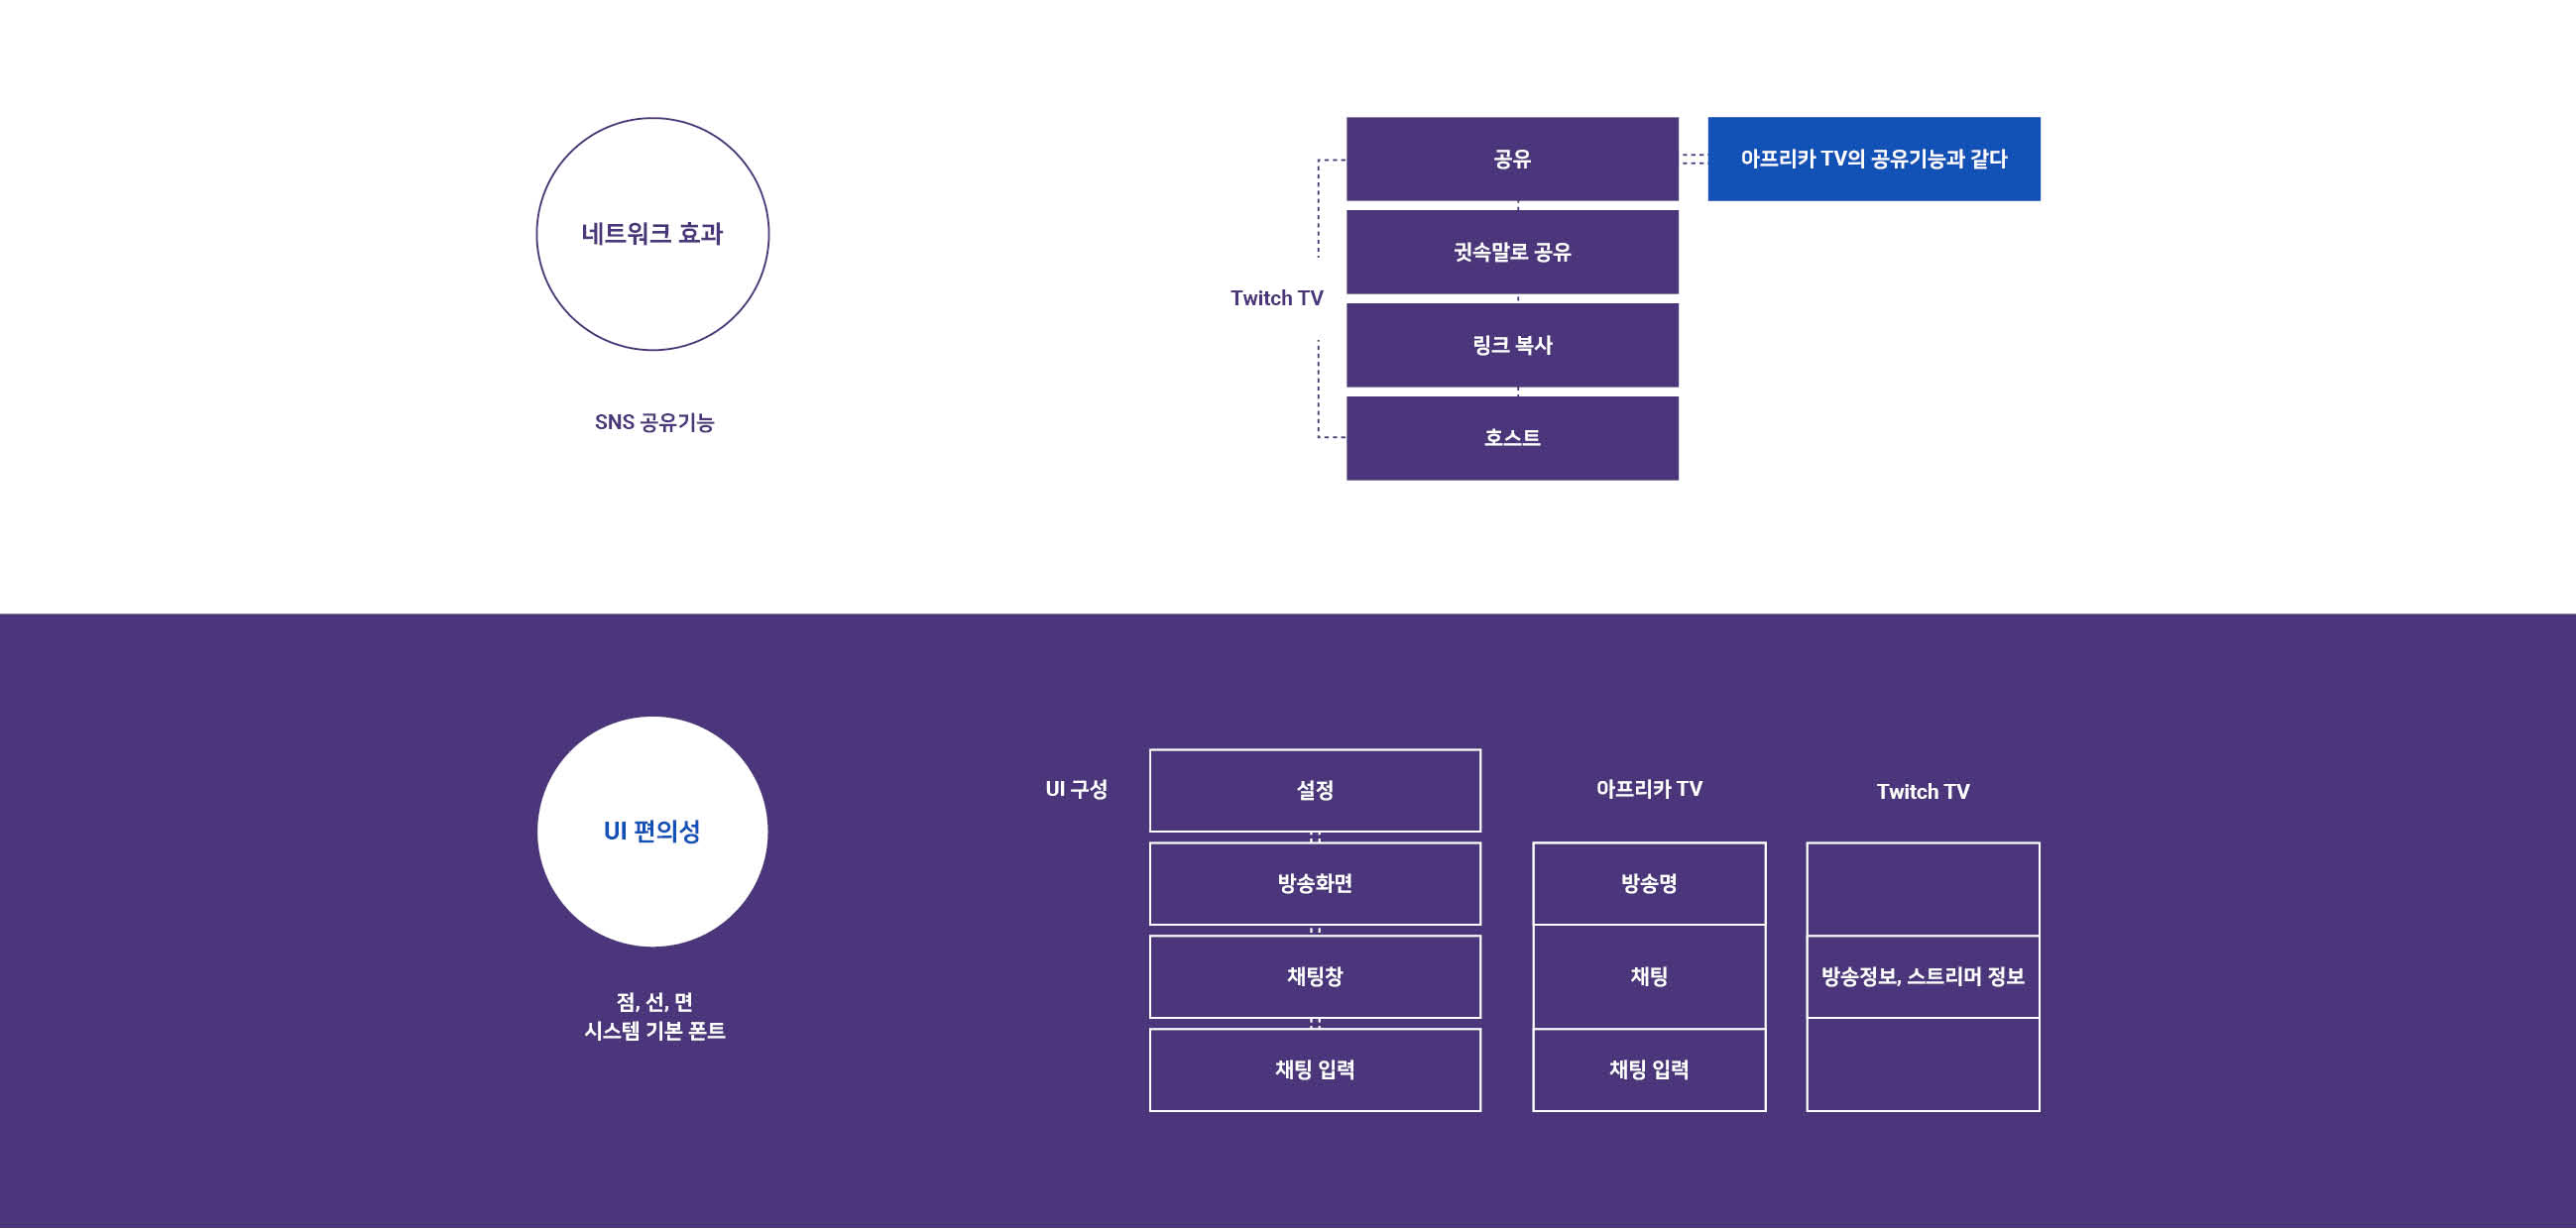 네트워크 효과
SNS 공유기능
Twitch TV
공유
아프리카 TV의 공유기능과 같다
귓속말로 공유
링크 복사
호스트
UI 편의성
점, 선, 면
시스템 기본 폰트
UI 구성
설정
방송화면
채팅창
채팅 입력
아프리카 TV
방송명
채팅
채팅 입력
Twitch TV
방송정보, 스트리머 정보